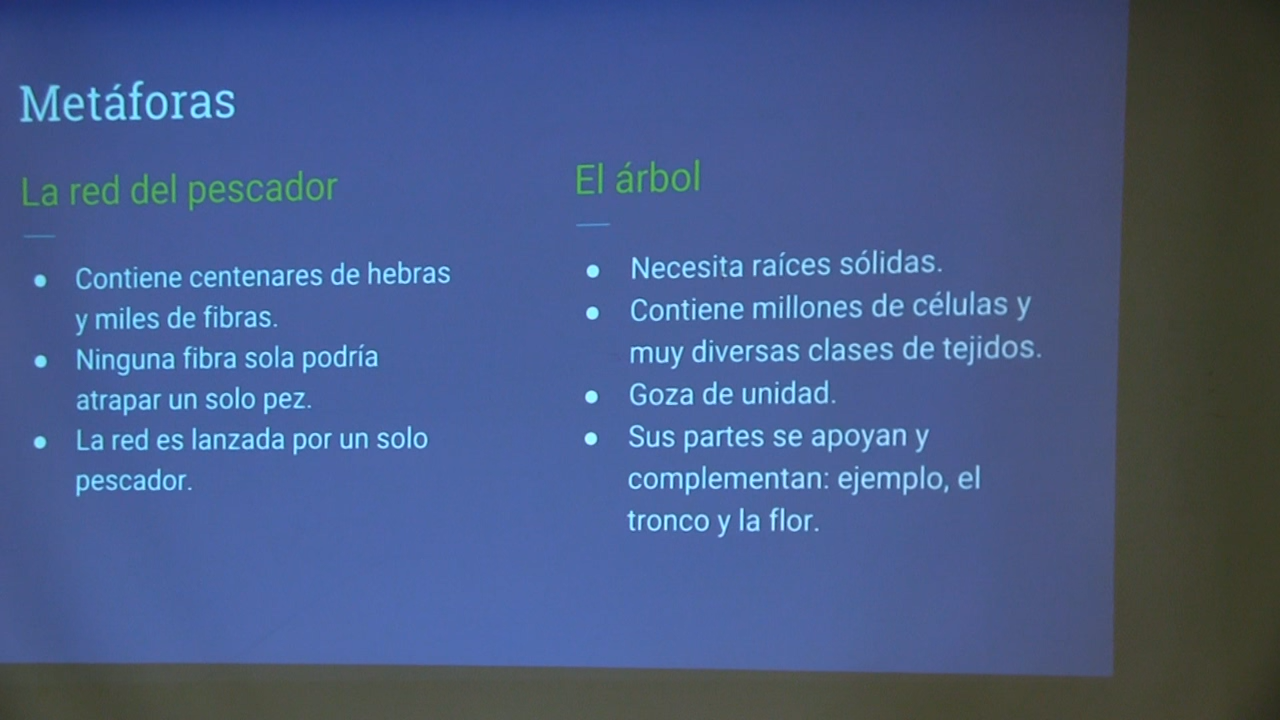 Metáforas
La red del pescador
● Contiene centenares de hebras
y miles de fibras.
● Ninguna fibra sola podría
atrapar un solo pez.
● La red es lanzada por un solo
pescador.
El árbol
● Necesita raíces sólidas.
● Contiene millones de células y
muy diversas clases de tejidos.
● Goza de unidad.
● Sus partes se apoyan y
complementan: ejemplo, el
tronco y la flor.